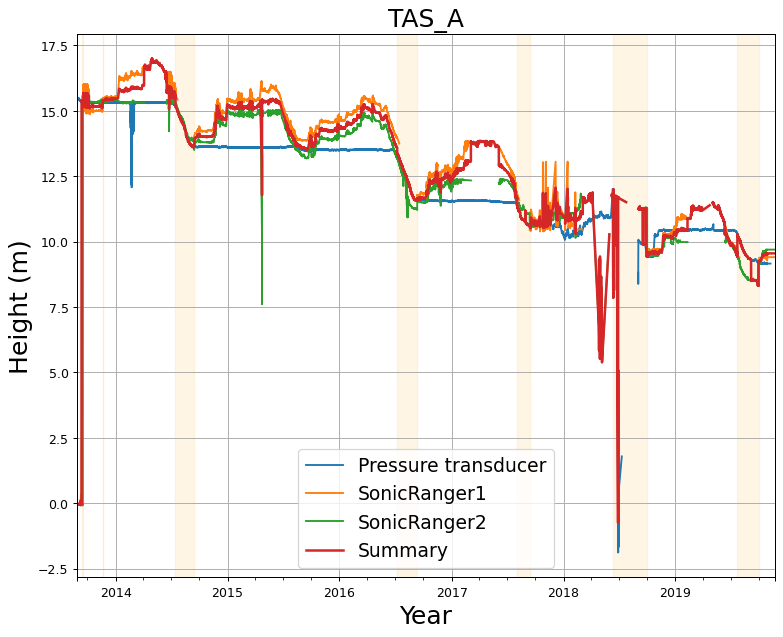 TAS_A
17.5
15.0
12.5
10.0
7.5
5.0
2.5
0.0
−2.5
Height (m)
Pressure transducer
SonicRanger1
SonicRanger2
Summary
2014 2015 2016 2017 2018 2019
Year